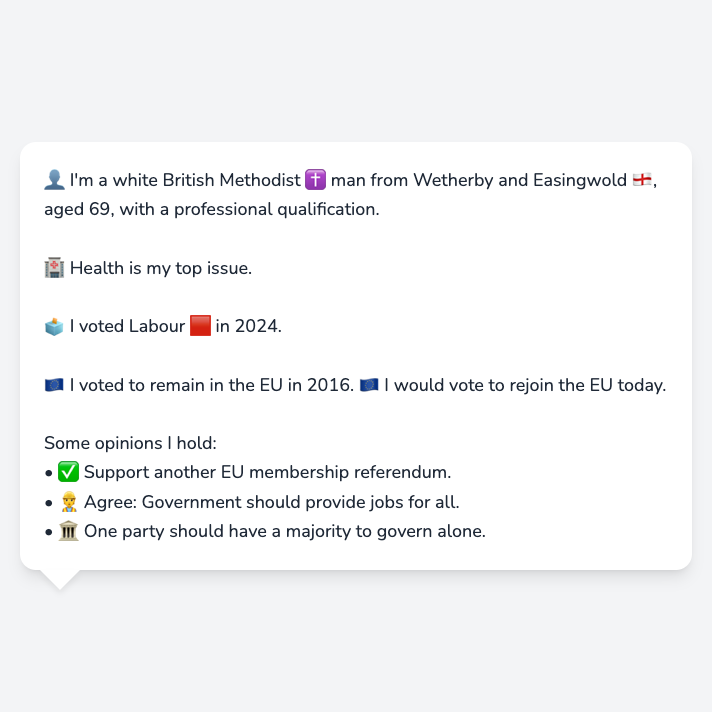 👤 I'm a white British Methodist ✝️ man from Wetherby and Easingwold 🏴󠁧󠁢󠁥󠁮󠁧󠁿,
aged 69, with a professional qualification.
🏥 Health is my top issue.
🗳️ I voted Labour 🟥 in 2024.
🇪🇺 I voted to remain in the EU in 2016. 🇪🇺 I would vote to rejoin the EU today.
Some opinions I hold:
• ✅ Support another EU membership referendum.
• 👷 Agree: Government should provide jobs for all.
• 🏛️ One party should have a majority to govern alone.